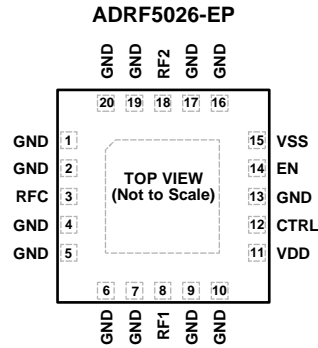 ADRF5026-EP
GND GND RF2 GND GND
20 19 18 17 16
GND 1
GND 2
RFC 3
GND 4
GND 5
TOP VIEW
(Not to Scale)
15 VSS
14 EN
13 GND
12 CTRL
11 VDD
6 7 8 9 10
GND GND RF1 GND GND